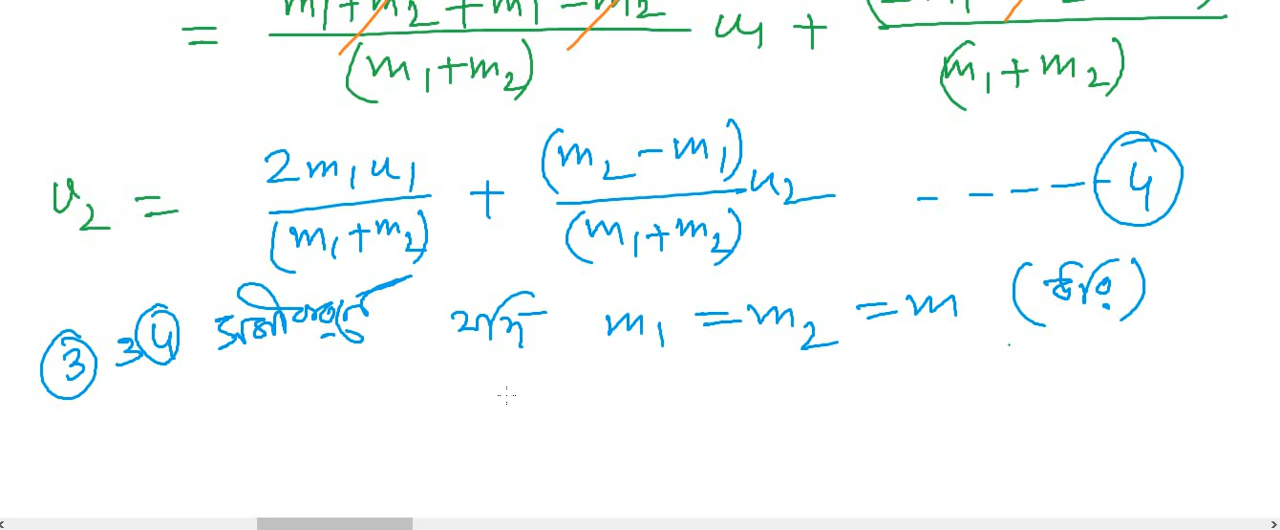 = m₁+m₂+m₁-m₂ / (m₁+m₂) u₁ + / (m₁+m₂)
v₂ = 2m₁u₁ / (m₁+m₂) + (m₂-m₁) / (m₁+m₂) u₂ - - - - - ④
③ ও ④ সমীকরণে যদি m₁ = m₂ = m (হয়)